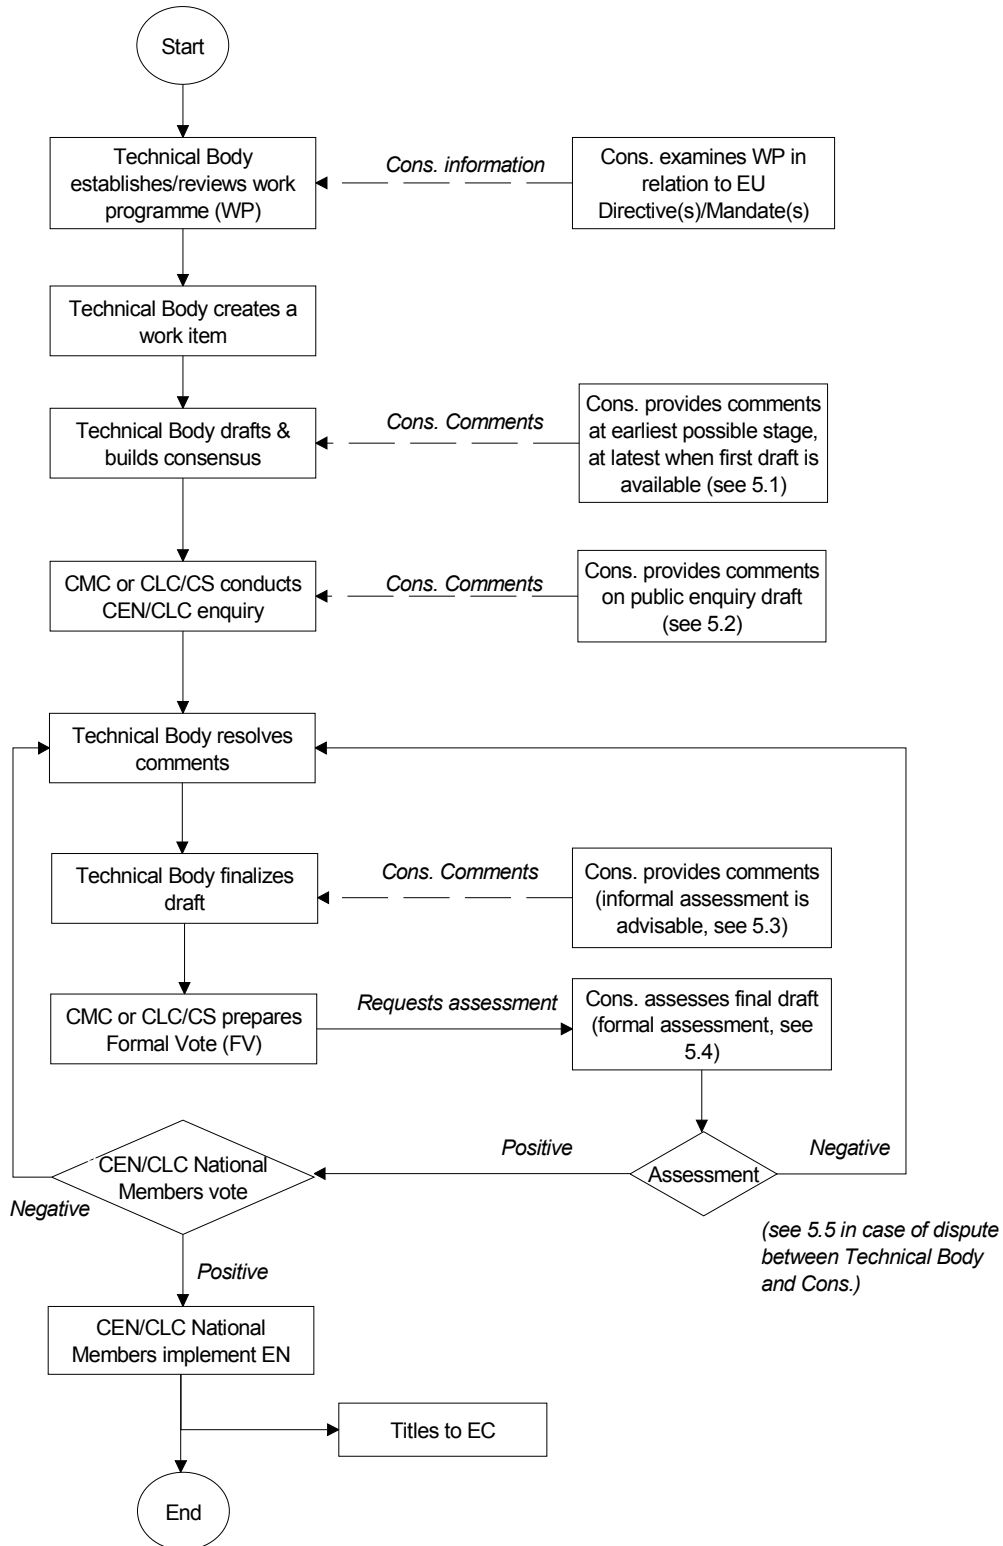 Start
Technical Body
establishes/reviews work
programme (WP)
Cons. information
Cons. examines WP in
relation to EU
Directive(s)/Mandate(s)
Technical Body creates a
work item
Technical Body drafts &
builds consensus
Cons. Comments
Cons. provides comments
at earliest possible stage,
at latest when first draft is
available (see 5.1)
CMC or CLC/CS conducts
CEN/CLC enquiry
Cons. Comments
Cons. provides comments
on public enquiry draft
(see 5.2)
Technical Body resolves
comments
Technical Body finalizes
draft
Cons. Comments
Cons. provides comments
(informal assessment is
advisable, see 5.3)
CMC or CLC/CS prepares
Formal Vote (FV)
Requests assessment
Cons. assesses final draft
(formal assessment, see
5.4)
CEN/CLC National
Members vote
Negative
Positive
Assessment
Negative
(see 5.5 in case of dispute
between Technical Body
and Cons.)
Positive
CEN/CLC National
Members implement EN
Titles to EC
End